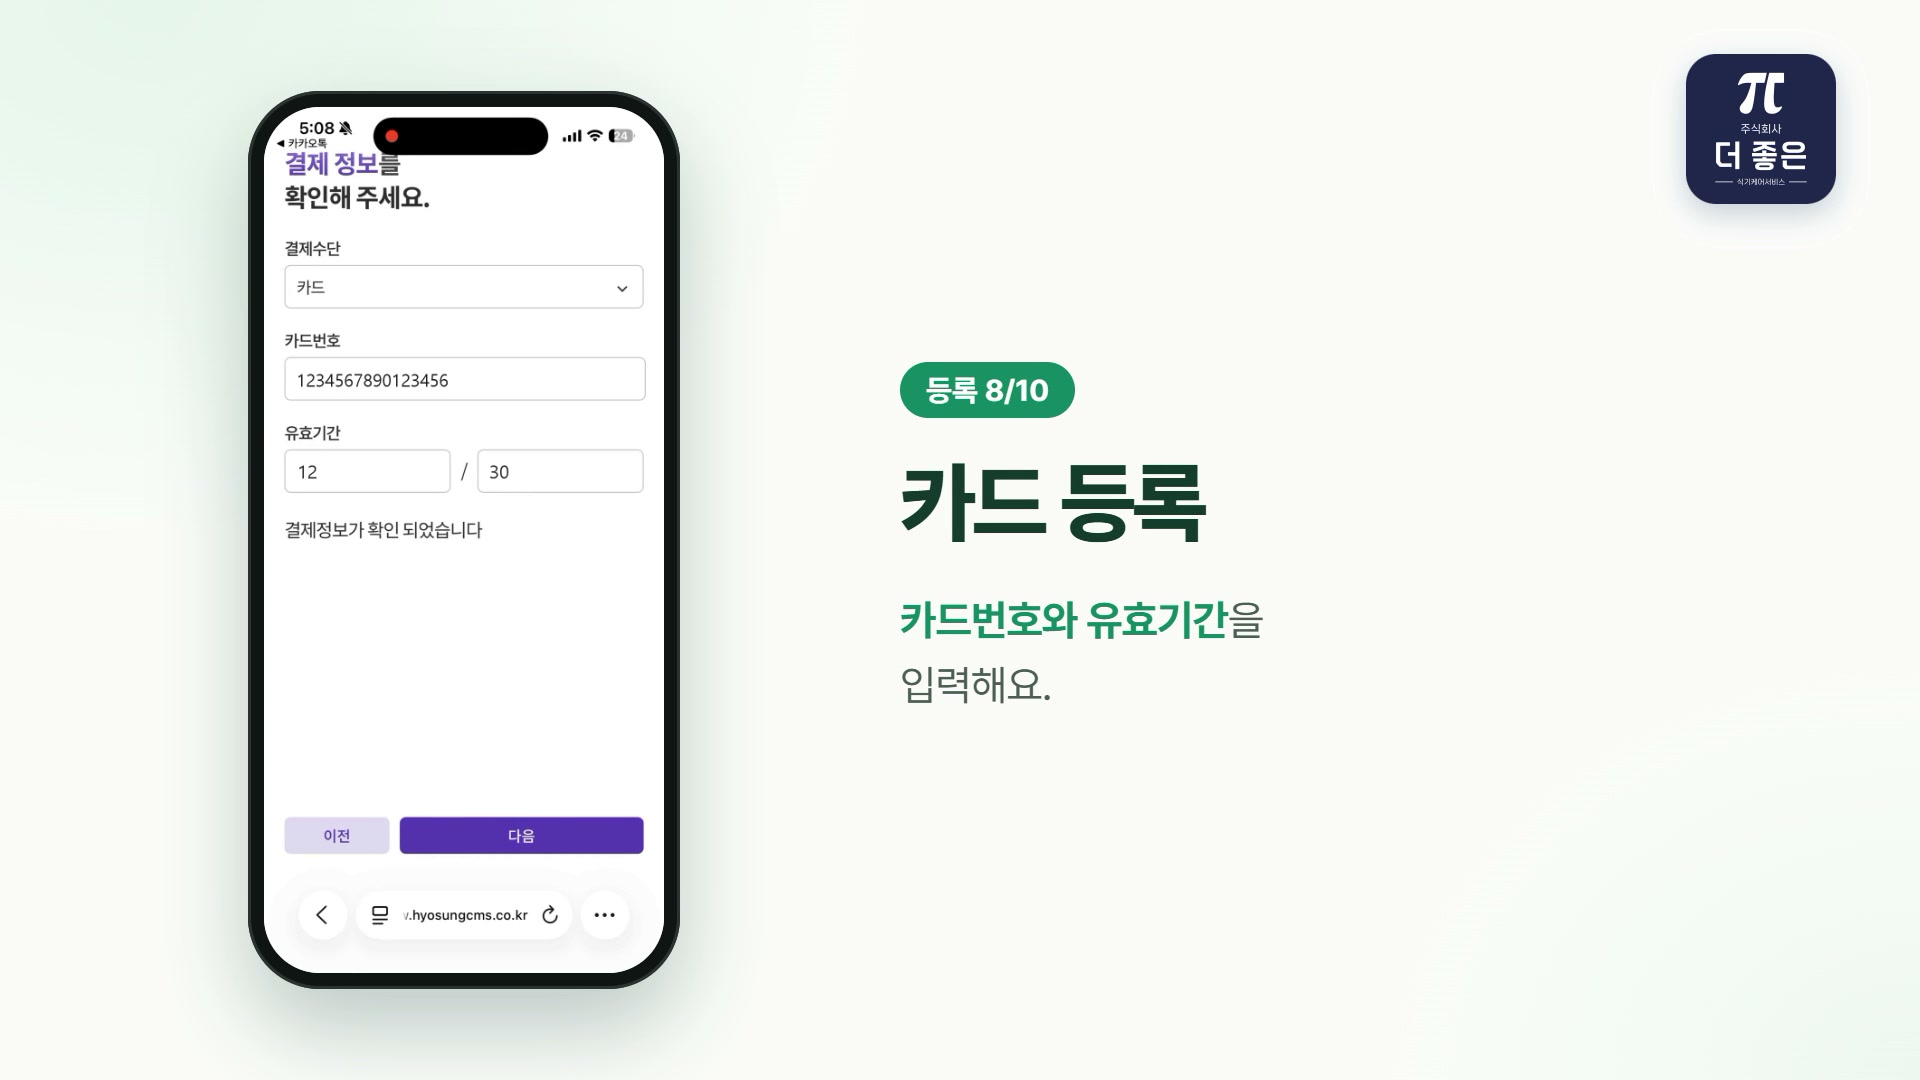 5:08
24
◀ 카카오톡
결제 정보를
확인해 주세요.
결제수단
카드
카드번호
1234567890123456
유효기간
12 / 30
결제정보가 확인 되었습니다
이전
다음
.hyosungcms.co.kr
등록 8/10
카드 등록
카드번호와 유효기간을
입력해요.
π
주식회사
더 좋은
식기케어서비스